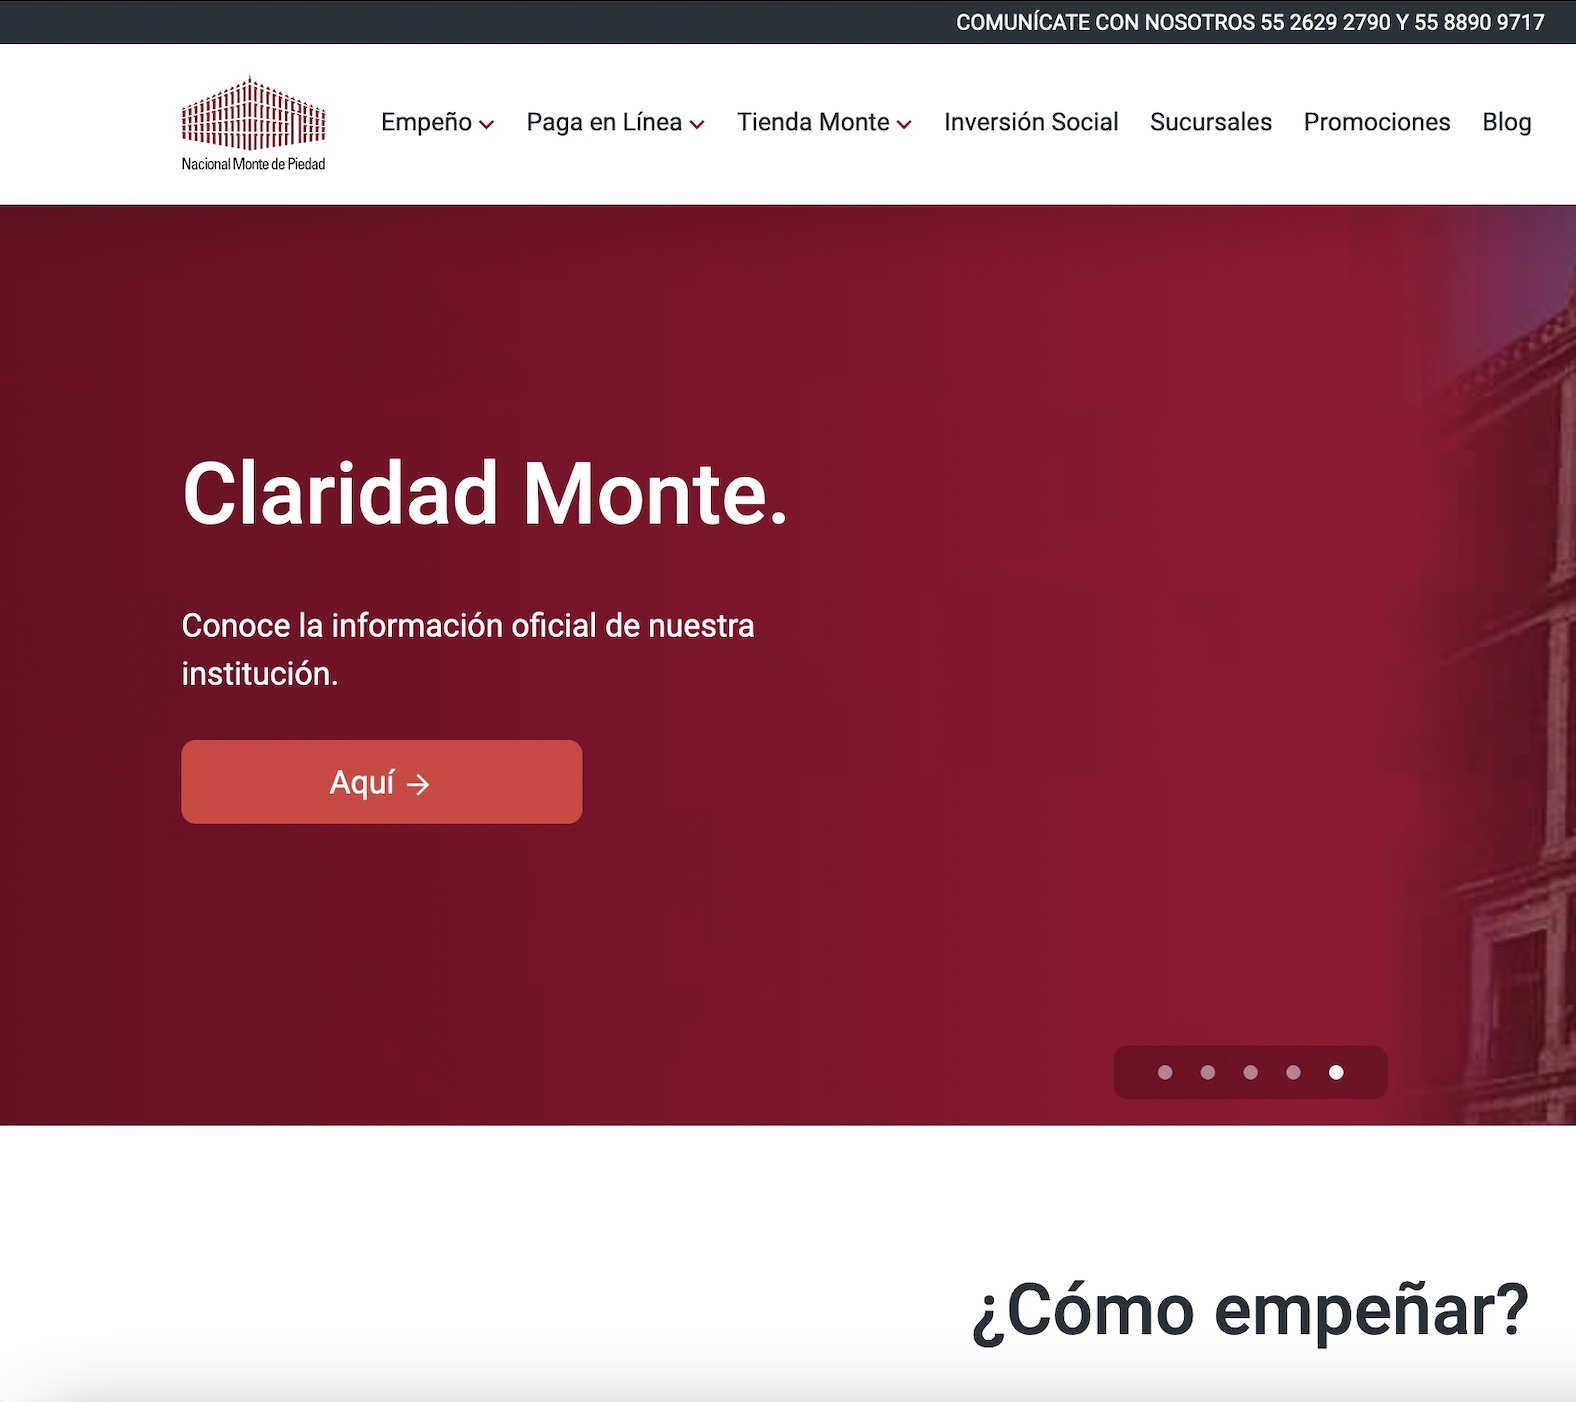 COMUNÍCATE CON NOSOTROS 55 2629 2790 Y 55 8890 9717
Nacional Monte de Piedad
Empeño Paga en Línea Tienda Monte Inversión Social Sucursales Promociones Blog
Claridad Monte.
Conoce la información oficial de nuestra
institución.
Aquí →
¿Cómo empeñar?